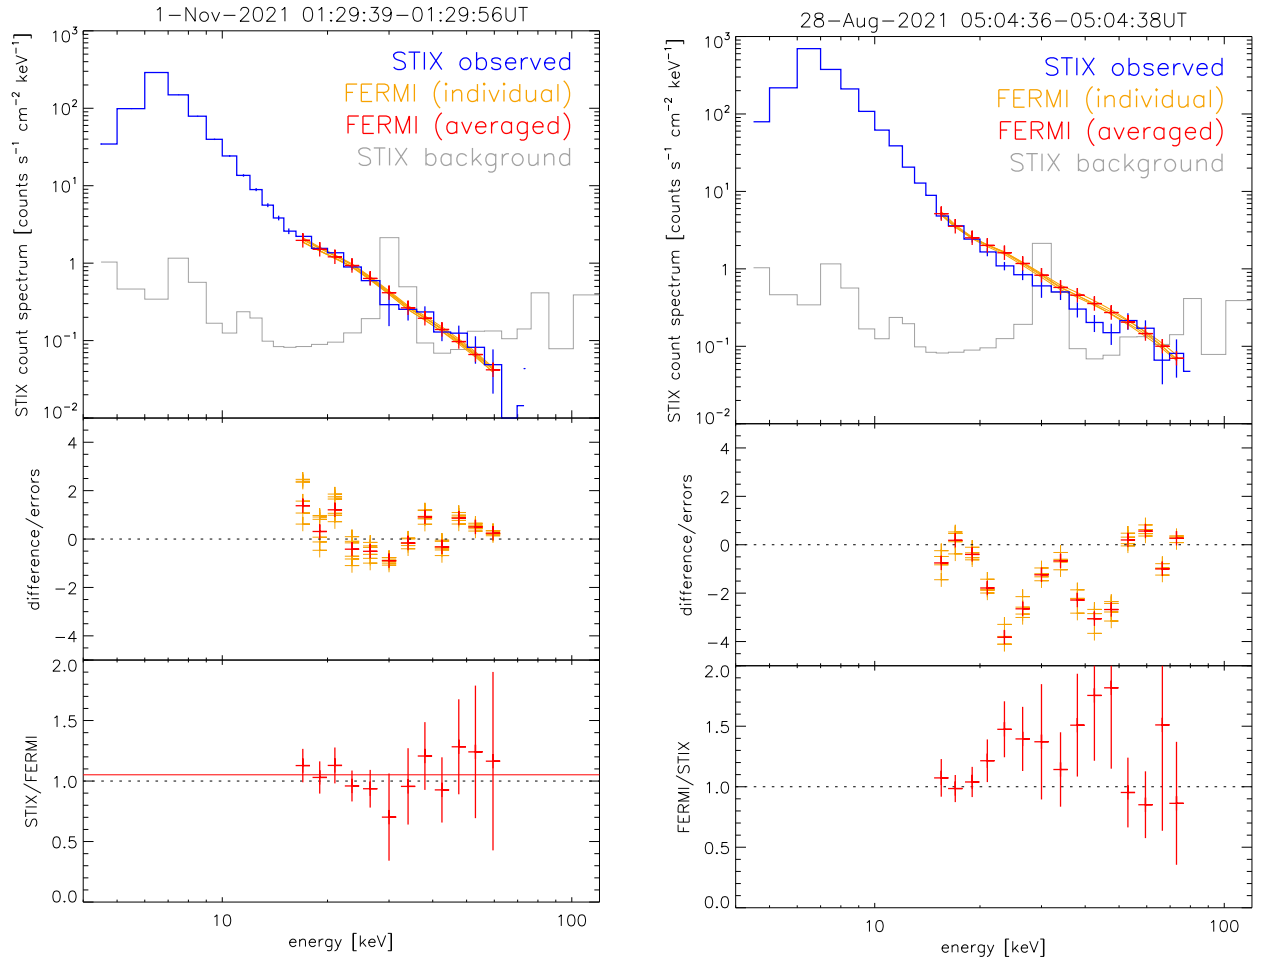 1-Nov-2021 01:29:39-01:29:56UT
STIX count spectrum [counts s⁻¹ cm⁻² keV⁻¹]
10³
10²
10¹
1
10⁻¹
10⁻²
STIX observed
FERMI (individual)
FERMI (averaged)
STIX background
difference/errors
4
2
0
-2
-4
STIX/FERMI
2.0
1.5
1.0
0.5
0.0
10
100
energy [keV]
28-Aug-2021 05:04:36-05:04:38UT
STIX count spectrum [counts s⁻¹ cm⁻² keV⁻¹]
10³
10²
10¹
1
10⁻¹
10⁻²
STIX observed
FERMI (individual)
FERMI (averaged)
STIX background
difference/errors
4
2
0
-2
-4
FERMI/STIX
2.0
1.5
1.0
0.5
0.0
10
100
energy [keV]